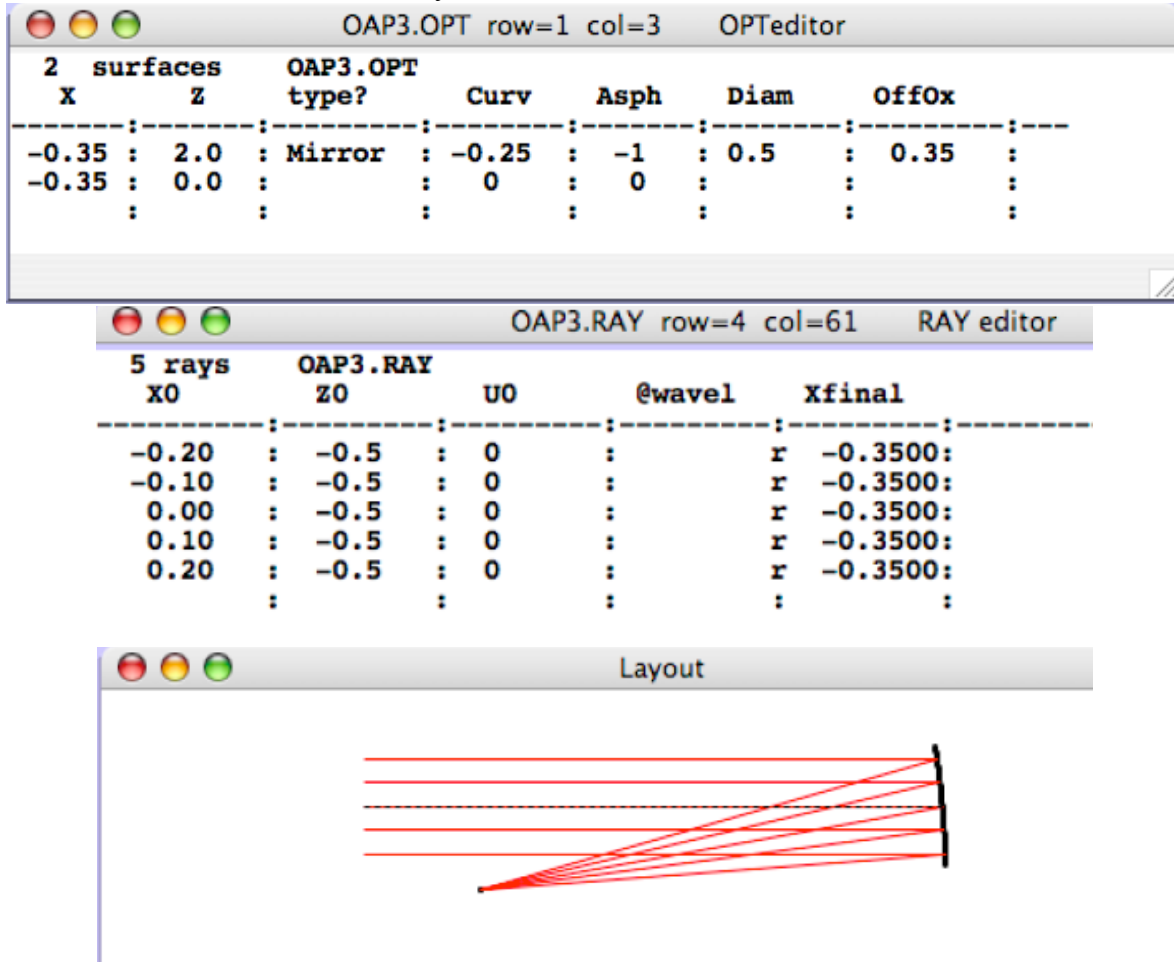 OAP3.OPT row=1 col=3 OPTeditor
2 surfaces OAP3.OPT
X Z type? Curv Asph Diam OffOx
-------:-------:---------:--------:-------:--------:---------:---
-0.35 : 2.0 : Mirror : -0.25 : -1 : 0.5 : 0.35 :
-0.35 : 0.0 : : 0 : 0 : : :
: : : : : : :
OAP3.RAY row=4 col=61 RAY editor
5 rays OAP3.RAY
X0 Z0 U0 @wavel Xfinal
----------:---------:---------:---------:---------:--------
-0.20 : -0.5 : 0 : r -0.3500:
-0.10 : -0.5 : 0 : r -0.3500:
0.00 : -0.5 : 0 : r -0.3500:
0.10 : -0.5 : 0 : r -0.3500:
0.20 : -0.5 : 0 : r -0.3500:
: : : : :
Layout